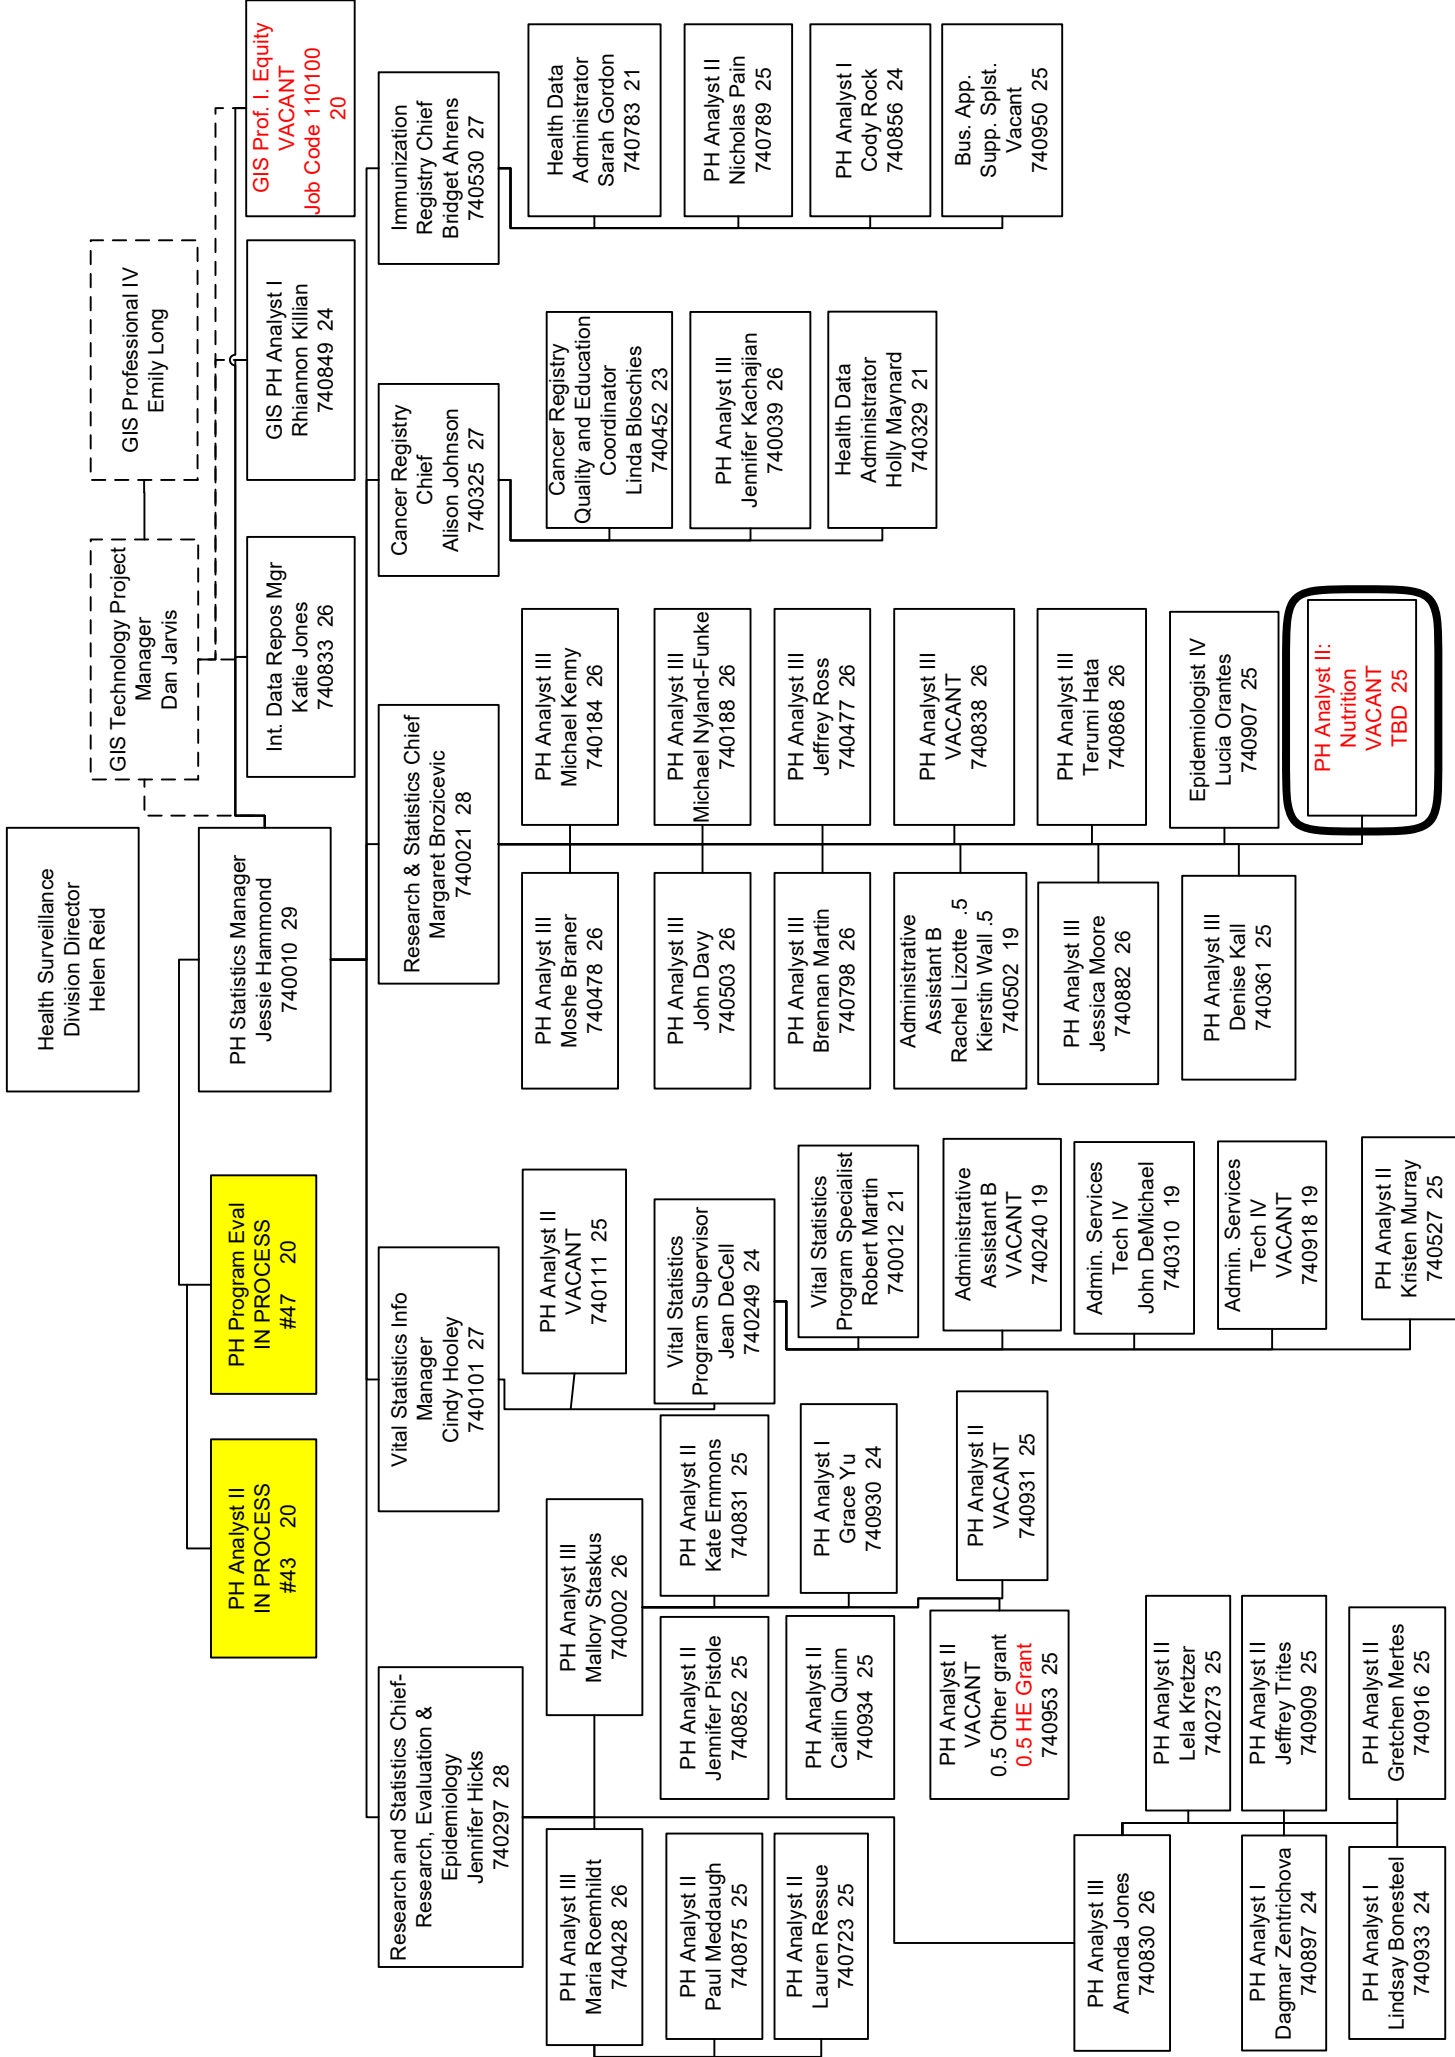 Health Surveillance
Division Director
Helen Reid
GIS Technology Project
Manager
Dan Jarvis
GIS Professional IV
Emily Long
PH Analyst II
IN PROCESS
#43 20
PH Program Eval
IN PROCESS
#47 20
PH Statistics Manager
Jessie Hammond
740010 29
Int. Data Repos Mgr
Katie Jones
740833 26
GIS PH Analyst I
Rhiannon Killian
740849 24
GIS Prof. I. Equity
VACANT
Job Code 110100
20
Research and Statistics Chief-
Research, Evaluation &
Epidemiology
Jennifer Hicks
740297 28
Vital Statistics Info
Manager
Cindy Hooley
740101 27
Research & Statistics Chief
Margaret Brozicevic
740021 28
Cancer Registry
Chief
Alison Johnson
740325 27
Immunization
Registry Chief
Bridget Ahrens
740530 27
PH Analyst III
Maria Roemhildt
740428 26
PH Analyst II
Paul Meddaugh
740875 25
PH Analyst II
Lauren Ressue
740723 25
PH Analyst III
Mallory Staskus
740002 26
PH Analyst II
Jennifer Pistole
740852 25
PH Analyst II
Kate Emmons
740831 25
PH Analyst II
Caitlin Quinn
740934 25
PH Analyst I
Grace Yu
740930 24
PH Analyst II
VACANT
0.5 Other grant
0.5 HE Grant
740953 25
PH Analyst II
VACANT
740931 25
PH Analyst III
Amanda Jones
740830 26
PH Analyst II
Lela Kretzer
740273 25
PH Analyst I
Dagmar Zentrichova
740897 24
PH Analyst II
Jeffrey Trites
740909 25
PH Analyst I
Lindsay Bonesteel
740933 24
PH Analyst II
Gretchen Mertes
740916 25
PH Analyst II
VACANT
740111 25
Vital Statistics
Program Supervisor
Jean DeCell
740249 24
Vital Statistics
Program Specialist
Robert Martin
740012 21
Administrative
Assistant B
VACANT
740240 19
Admin. Services
Tech IV
John DeMichael
740310 19
Admin. Services
Tech IV
VACANT
740918 19
PH Analyst II
Kristen Murray
740527 25
PH Analyst III
Moshe Braner
740478 26
PH Analyst III
Michael Kenny
740184 26
PH Analyst III
John Davy
740503 26
PH Analyst III
Michael Nyland-Funke
740188 26
PH Analyst III
Brennan Martin
740798 26
PH Analyst III
Jeffrey Ross
740477 26
Administrative
Assistant B
Rachel Lizotte .5
Kierstin Wall .5
740502 19
PH Analyst III
VACANT
740838 26
PH Analyst III
Jessica Moore
740882 26
PH Analyst III
Terumi Hata
740868 26
PH Analyst III
Denise Kall
740361 25
Epidemiologist IV
Lucia Orantes
740907 25
PH Analyst II:
Nutrition
VACANT
TBD 25
Cancer Registry
Quality and Education
Coordinator
Linda Bloschies
740452 23
PH Analyst III
Jennifer Kachajian
740039 26
Health Data
Administrator
Holly Maynard
740329 21
Health Data
Administrator
Sarah Gordon
740783 21
PH Analyst II
Nicholas Pain
740789 25
PH Analyst I
Cody Rock
740856 24
Bus. App.
Supp. Splst.
Vacant
740950 25